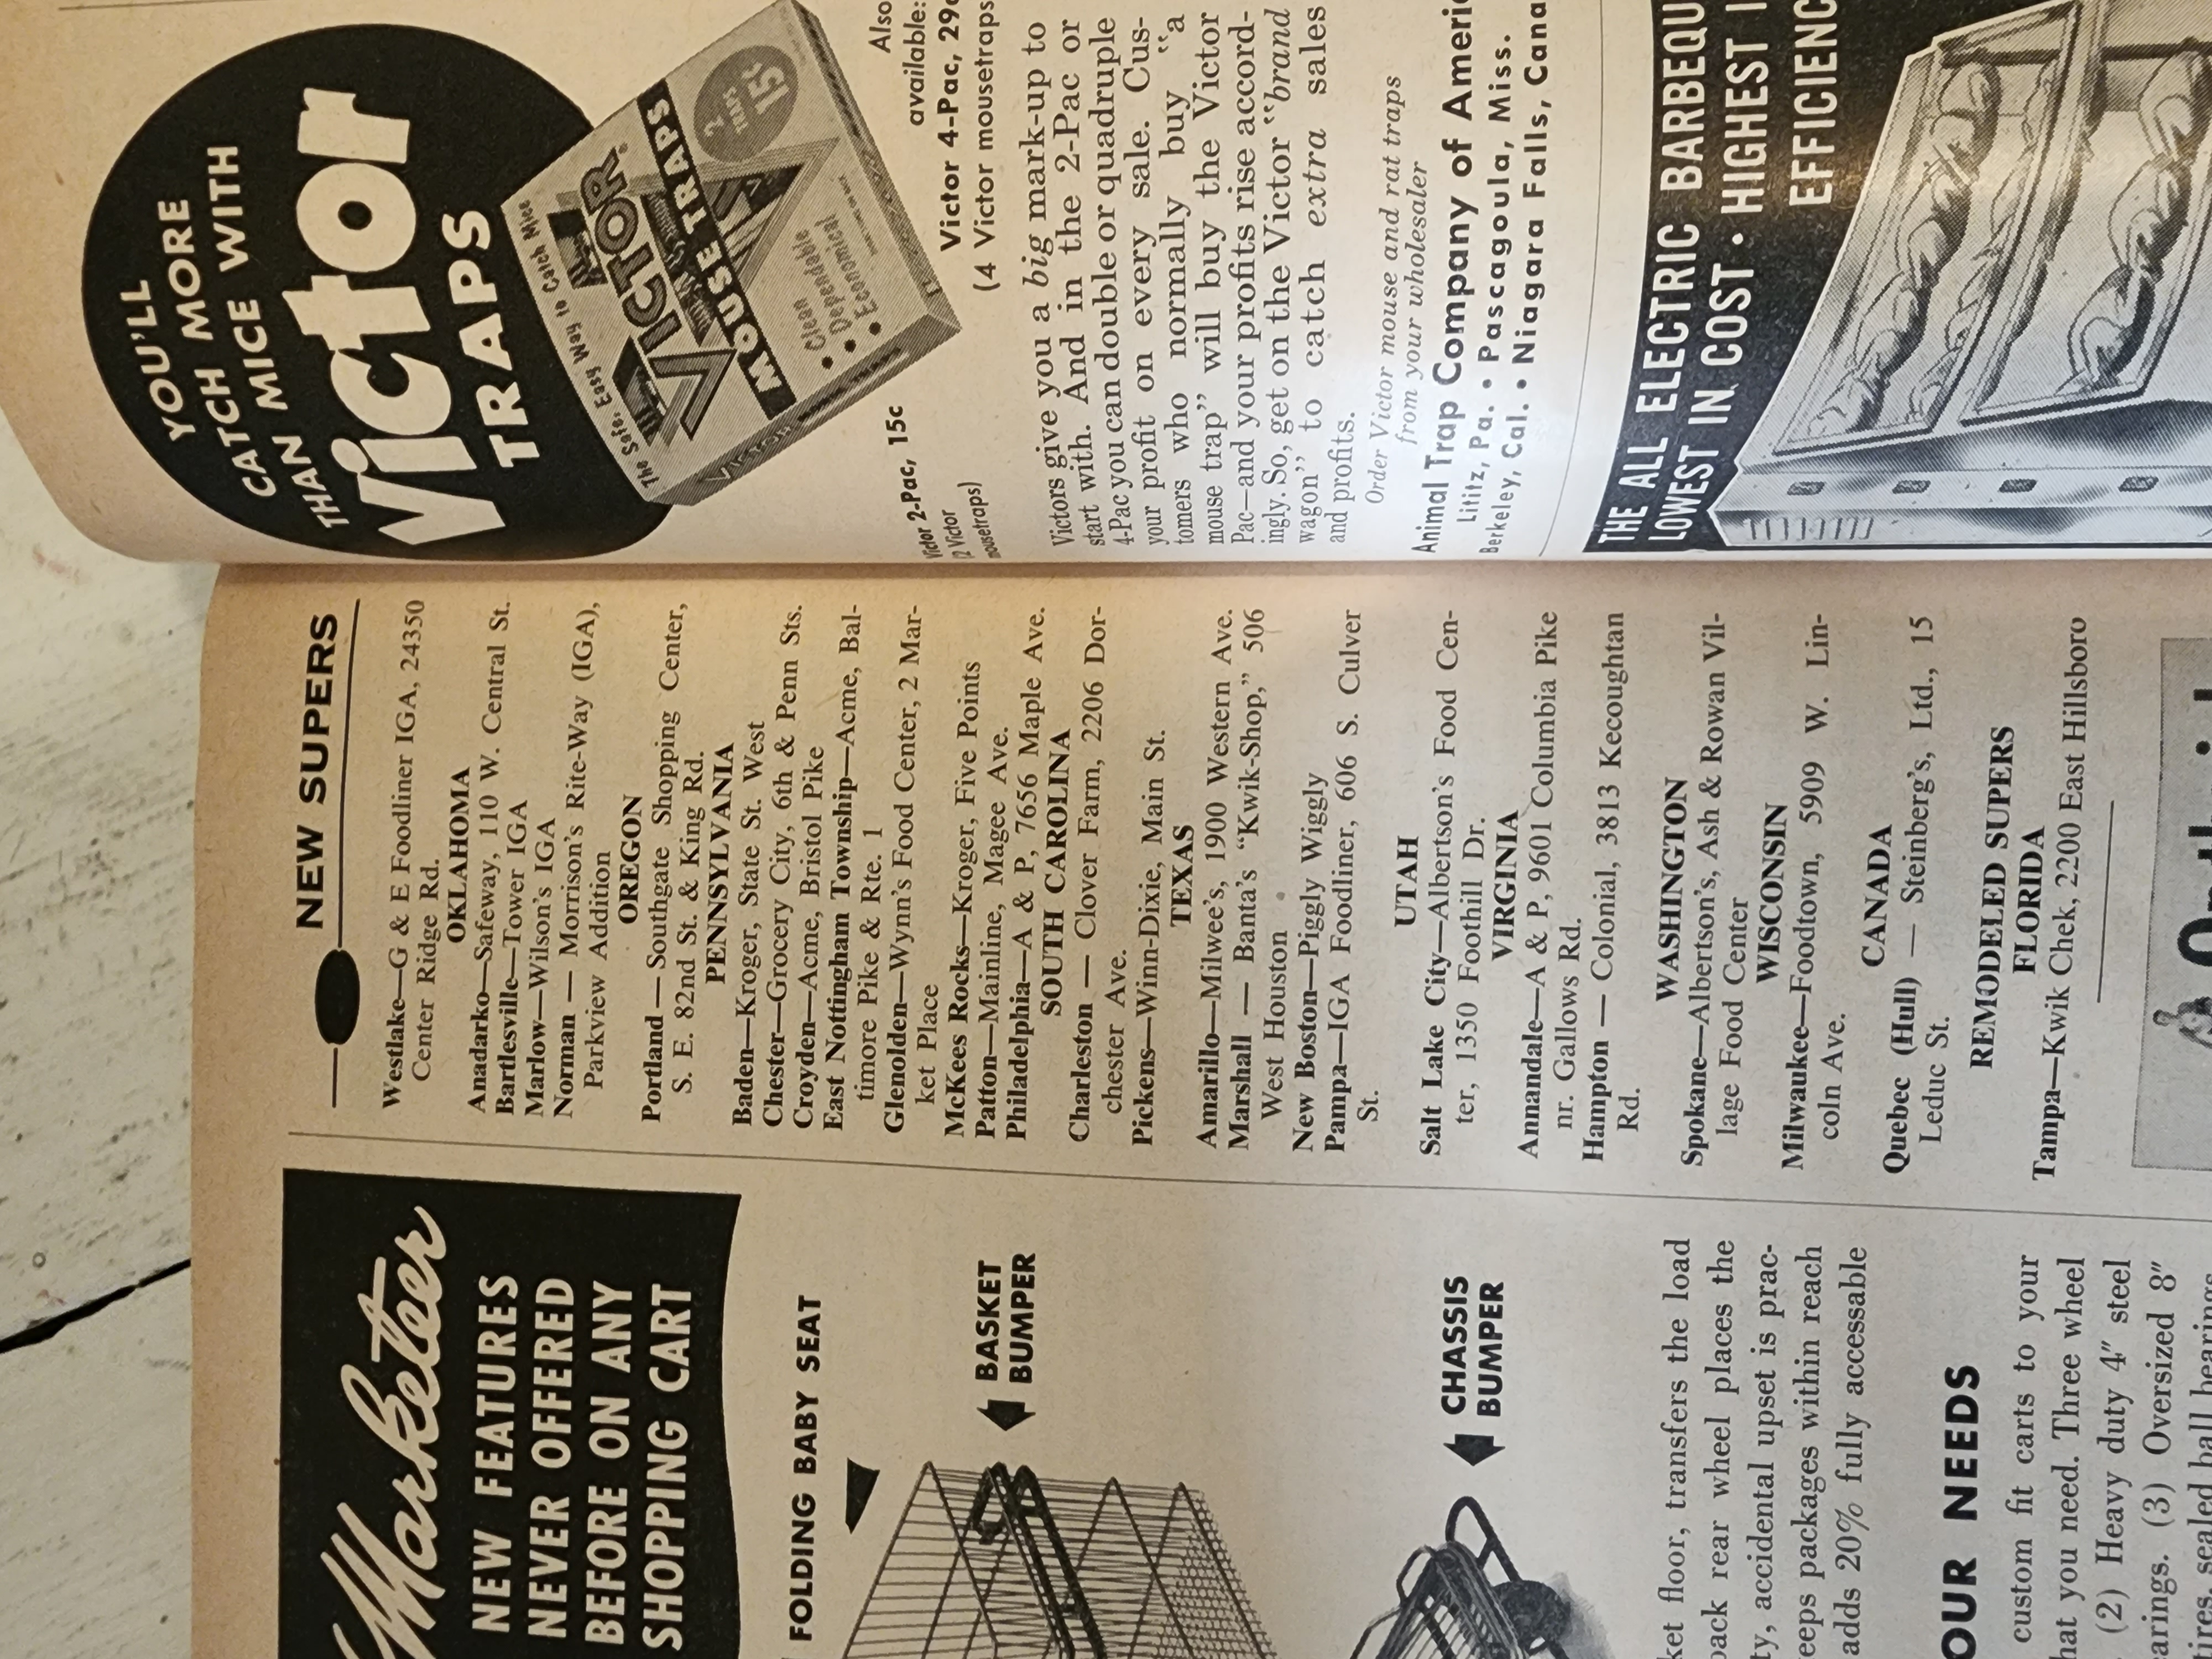 Marketeer
NEW FEATURES
NEVER OFFERED
BEFORE ON ANY
SHOPPING CART
FOLDING BABY SEAT
BASKET
BUMPER
CHASSIS
BUMPER
floor, transfers the load
back rear wheel places the
accidental upset is prac-
packages within reach
adds 20% fully accessable
NEEDS
custom fit carts to your
you need. Three wheel
(2) Heavy duty 4″ steel
(3) Oversized 8″
sealed ball bearings
NEW SUPERS
Westlake—G & E Foodliner IGA, 24350
Center Ridge Rd.
OKLAHOMA
Anadarko—Safeway, 110 W. Central St.
Bartlesville—Tower IGA
Marlow—Wilson's IGA
Norman — Morrison's Rite-Way (IGA),
Parkview Addition
OREGON
Portland — Southgate Shopping Center,
S. E. 82nd St. & King Rd.
PENNSYLVANIA
Baden—Kroger, State St. West
Chester—Grocery City, 6th & Penn Sts.
Croyden—Acme, Bristol Pike
East Nottingham Township—Acme, Bal-
timore Pike & Rte. 1
Glenolden—Wynn's Food Center, 2 Mar-
ket Place
McKees Rocks—Kroger, Five Points
Patton—Mainline, Magee Ave.
Philadelphia—A & P, 7656 Maple Ave.
SOUTH CAROLINA
Charleston — Clover Farm, 2206 Dor-
chester Ave.
Pickens—Winn-Dixie, Main St.
TEXAS
Amarillo—Milwee's, 1900 Western Ave.
Marshall — Banta's "Kwik-Shop," 506
West Houston
New Boston—Piggly Wiggly
Pampa—IGA Foodliner, 606 S. Culver
St.
UTAH
Salt Lake City—Albertson's Food Cen-
ter, 1350 Foothill Dr.
VIRGINIA
Annandale—A & P, 9601 Columbia Pike
nr. Gallows Rd.
Hampton — Colonial, 3813 Kecoughtan
Rd.
WASHINGTON
Spokane—Albertson's, Ash & Rowan Vil-
lage Food Center
WISCONSIN
Milwaukee—Foodtown, 5909 W. Lin-
coln Ave.
CANADA
Quebec (Hull) — Steinberg's, Ltd., 15
Leduc St.
REMODELED SUPERS
FLORIDA
Tampa—Kwik Chek, 2200 East Hillsboro
YOU'LL
CATCH MORE
THAN MICE WITH
Victor
TRAPS
The Safe, Easy Way to Catch Mice
VICTOR
MOUSE TRAPS
2 TRAPS 15¢
• Clean
• Dependable
• Economical
Victor 2-Pac, 15c
(2 Victor
mousetraps)
Also
available:
Victor 4-Pac, 29c
(4 Victor mousetraps
Victors give you a big mark-up to
start with. And in the 2-Pac or
4-Pac you can double or quadruple
your profit on every sale. Cus-
tomers who normally buy "a
mouse trap" will buy the Victor
Pac—and your profits rise accord-
ingly. So, get on the Victor "brand
wagon" to catch extra sales
and profits.
Order Victor mouse and rat traps
from your wholesaler
Animal Trap Company of Americ
Lititz, Pa. • Pascagoula, Miss.
Berkeley, Cal. • Niagara Falls, Cana
THE ALL ELECTRIC BARBEQU
LOWEST IN COST • HIGHEST I
EFFICIENC